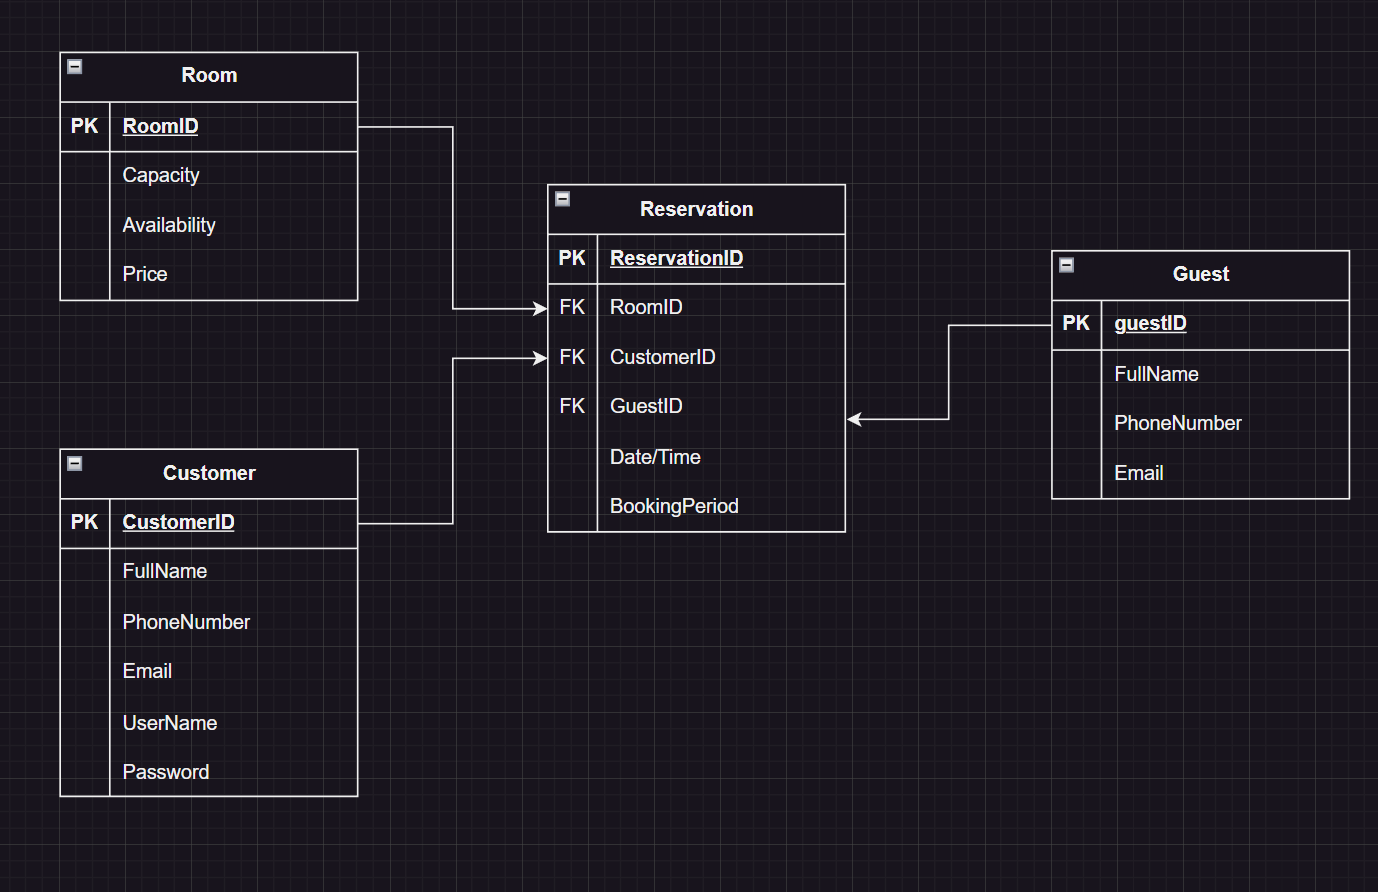 Room
PK RoomID
Capacity
Availability
Price
Customer
PK CustomerID
FullName
PhoneNumber
Email
UserName
Password
Reservation
PK ReservationID
FK RoomID
FK CustomerID
FK GuestID
Date/Time
BookingPeriod
Guest
PK guestID
FullName
PhoneNumber
Email